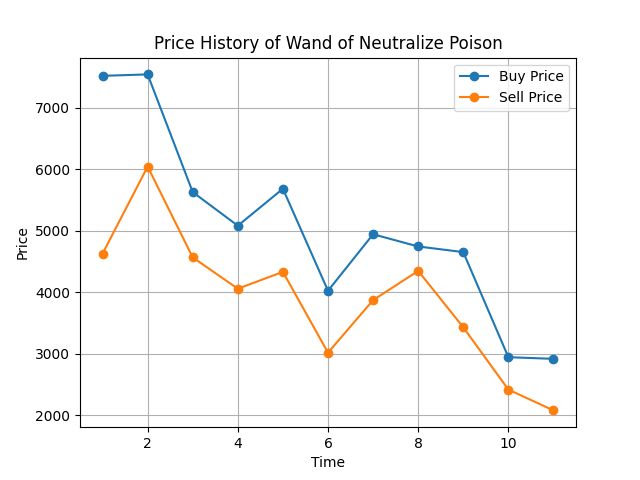 Price History of Wand of Neutralize Poison
Buy Price
Sell Price
7000
6000
5000
4000
3000
2000
Price
2 4 6 8 10
Time